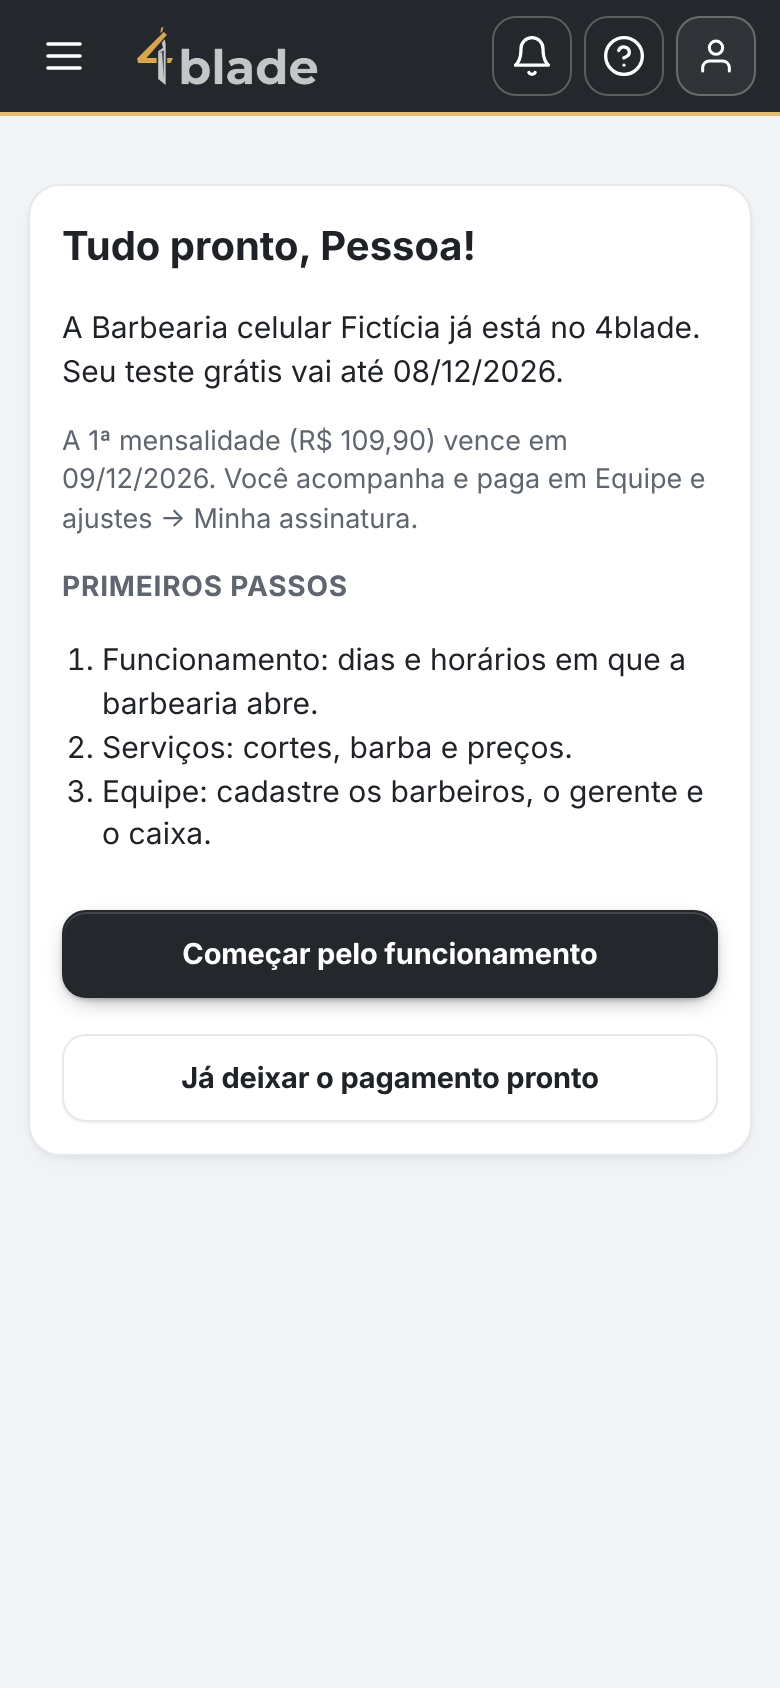 4blade
Tudo pronto, Pessoa!
A Barbearia celular Fictícia já está no 4blade.
Seu teste grátis vai até 08/12/2026.
A 1ª mensalidade (R$ 109,90) vence em
09/12/2026. Você acompanha e paga em Equipe e
ajustes → Minha assinatura.
PRIMEIROS PASSOS
1. Funcionamento: dias e horários em que a
barbearia abre.
2. Serviços: cortes, barba e preços.
3. Equipe: cadastre os barbeiros, o gerente e
o caixa.
Começar pelo funcionamento
Já deixar o pagamento pronto